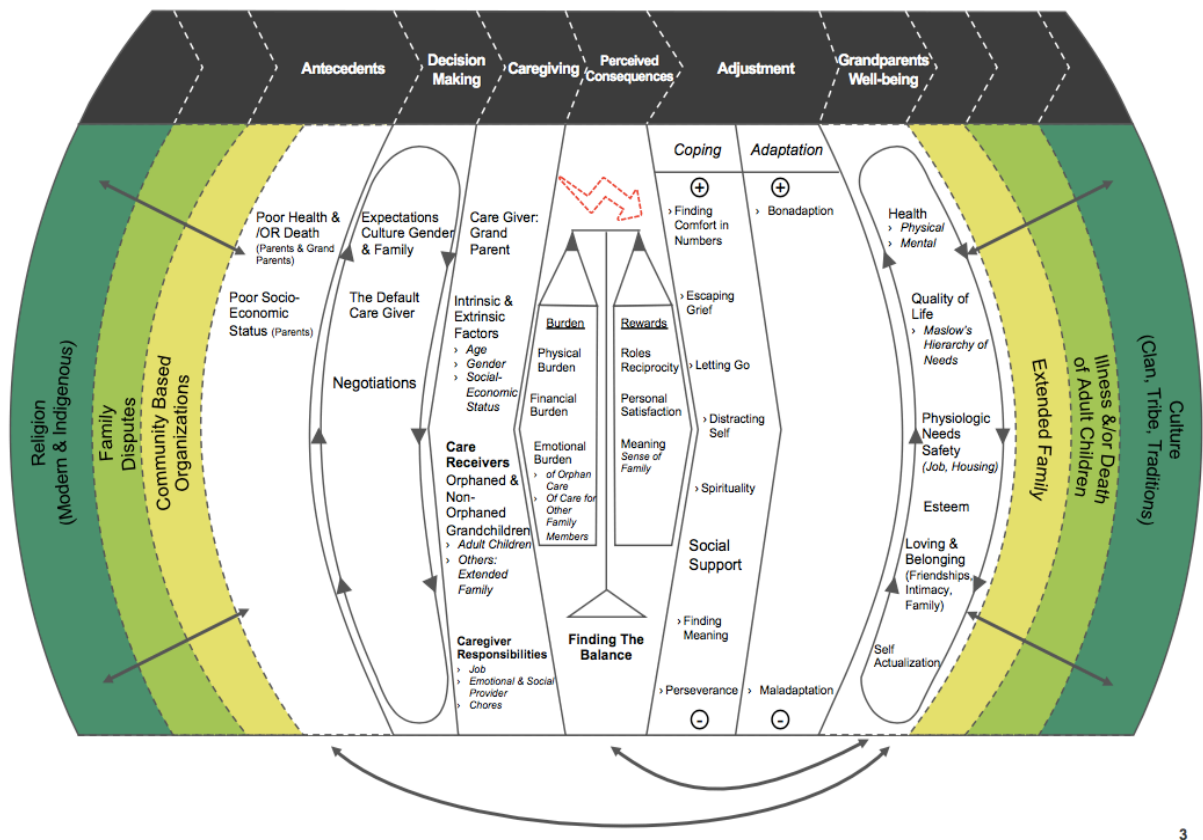 Antecedents
Decision
Making
Caregiving
Perceived
Consequences
Adjustment
Grandparents
Well-being
Religion
(Modern & Indigenous)
Family
Disputes
Community Based
Organizations
Poor Health &
/OR Death
(Parents & Grand
Parents)
Poor Socio-
Economic
Status (Parents)
Expectations
Culture Gender
& Family
The Default
Care Giver
Negotiations
Care Giver:
Grand
Parent
Intrinsic &
Extrinsic
Factors
› Age
› Gender
› Social-
Economic
Status
Care Receivers
Orphaned &
Non-
Orphaned
Grandchildren
› Adult Children
› Others:
Extended
Family
Caregiver
Responsibilities
› Job
› Emotional & Social
Provider
› Chores
Burden
Physical
Burden
Financial
Burden
Emotional
Burden
› of Orphan
Care
› Of Care for
Other
Family
Members
Rewards
Roles
Reciprocity
Personal
Satisfaction
Meaning
Sense of
Family
Finding The
Balance
Coping
+
› Finding
Comfort in
Numbers
› Escaping
Grief
› Letting Go
› Distracting
Self
› Spirituality
Social
Support
› Finding
Meaning
› Perseverance
-
Adaptation
+
› Bonadaption
› Maladaptation
-
Health
› Physical
› Mental
Quality of
Life
› Maslow's
Hierarchy of
Needs
Physiologic
Needs
Safety
(Job, Housing)
Esteem
Loving &
Belonging
(Friendships,
Intimacy,
Family)
Self
Actualization
Extended Family
Illness &/or Death
of Adult Children
Culture
(Clan, Tribe, Traditions)
3